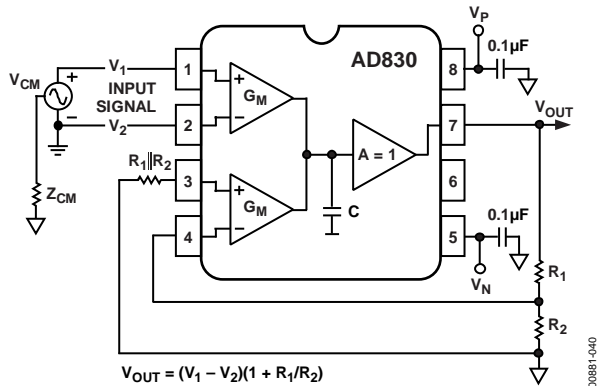 V_P
0.1µF
AD830
V_1
1
+
G_M
−
8
V_CM
+
−
INPUT
SIGNAL
V_2
2
A = 1
7
V_OUT
R_1||R_2
3
+
G_M
−
C
6
Z_CM
4
5
0.1µF
V_N
R_1
R_2
V_OUT = (V_1 – V_2)(1 + R_1/R_2)
00881-040